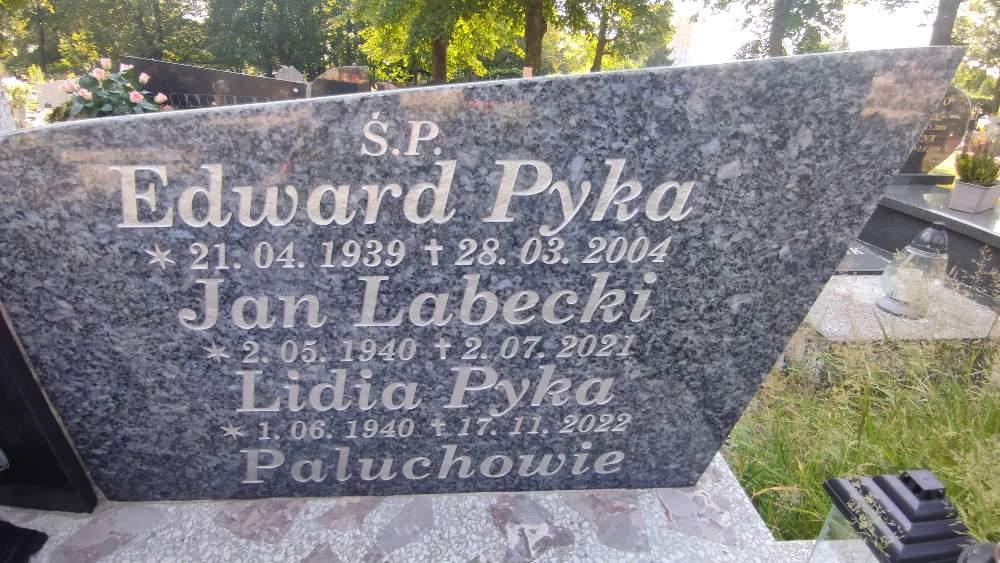 Ś.P.
Edward Pyka
* 21. 04. 1939 † 28. 03. 2004
Jan Labecki
* 2. 05. 1940 † 2. 07. 2021
Lidia Pyka
* 1. 06. 1940 † 17. 11. 2022
Paluchowie